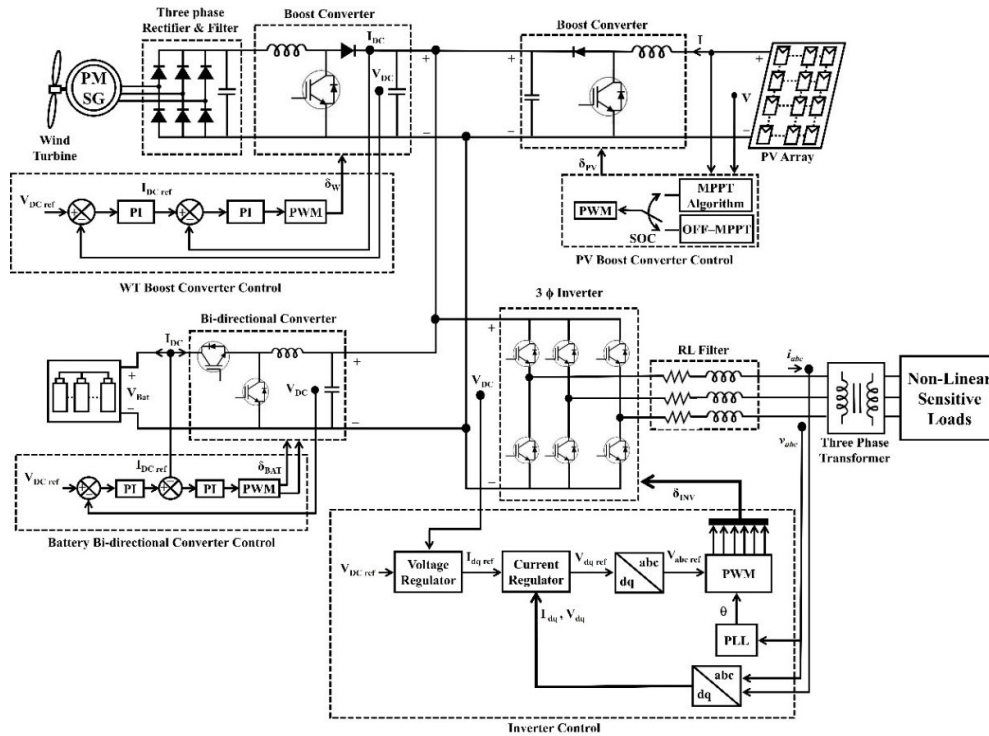 Three phase
Rectifier & Filter
Boost Converter
I_DC
V_DC
+
−
PM
SG
Wind
Turbine
δ_W
V_DC ref
I_DC ref
PI
PI
PWM
WT Boost Converter Control
Boost Converter
I
V
+
−
+
−
PV Array
δ_PV
PWM
SOC
MPPT
Algorithm
OFF–MPPT
PV Boost Converter Control
Bi-directional Converter
I_DC
+
V_Bat
−
V_DC
+
−
I_DC ref
δ_BAT
V_DC ref
PI
PI
PWM
Battery Bi-directional Converter Control
3 ϕ Inverter
+
−
V_DC
RL Filter
i_abc
v_abc
Three Phase
Transformer
Non-Linear
Sensitive
Loads
δ_INV
V_DC ref
Voltage
Regulator
I_dq ref
Current
Regulator
V_dq ref
abc
dq
V_abc ref
PWM
θ
PLL
I_dq , V_dq
abc
dq
Inverter Control